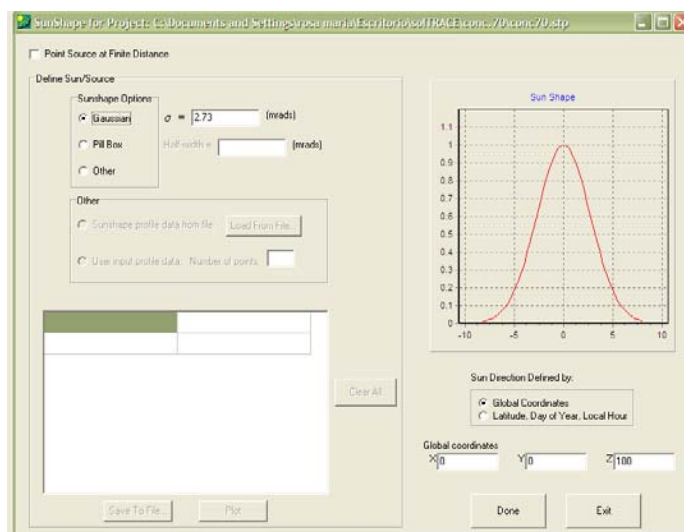 SunShape for Project: C:\Documents and Settings\rosa maria\Escritorio\solTRACE\conc.70\conc70.stp
Point Source at Finite Distance
Define Sun/Source
Sunshape Options
Gaussian
Pill Box
Other
σ = 2.73 (mrads)
Half-width = (mrads)
Other
Sunshape profile data from file
Load From File...
User input profile data: Number of points
Clear All
Save To File...
Plot
Sun Shape
1.1
1
0.9
0.8
0.7
0.6
0.5
0.4
0.3
0.2
0.1
0
-10 -5 0 5 10
Sun Direction Defined by:
Global Coordinates
Latitude, Day of Year, Local Hour
Global coordinates
X 0 Y 0 Z 100
Done
Exit